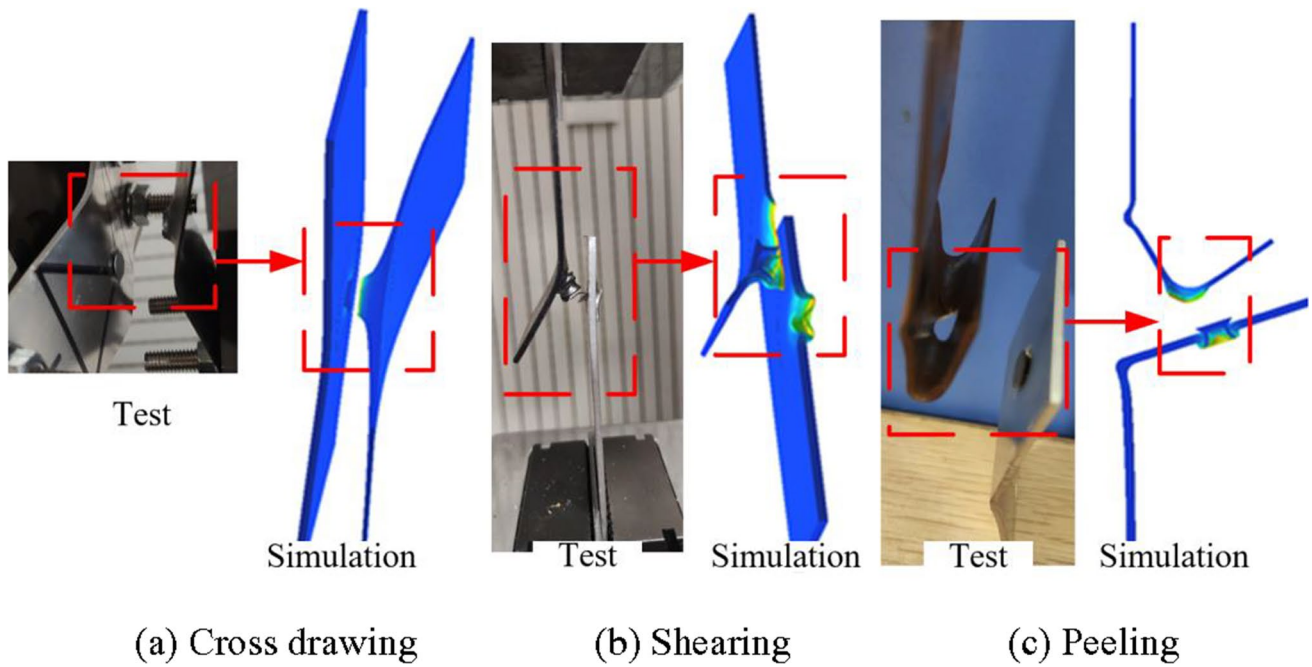 Test
Simulation
Test
Simulation
Test
Simulation
(a) Cross drawing
(b) Shearing
(c) Peeling